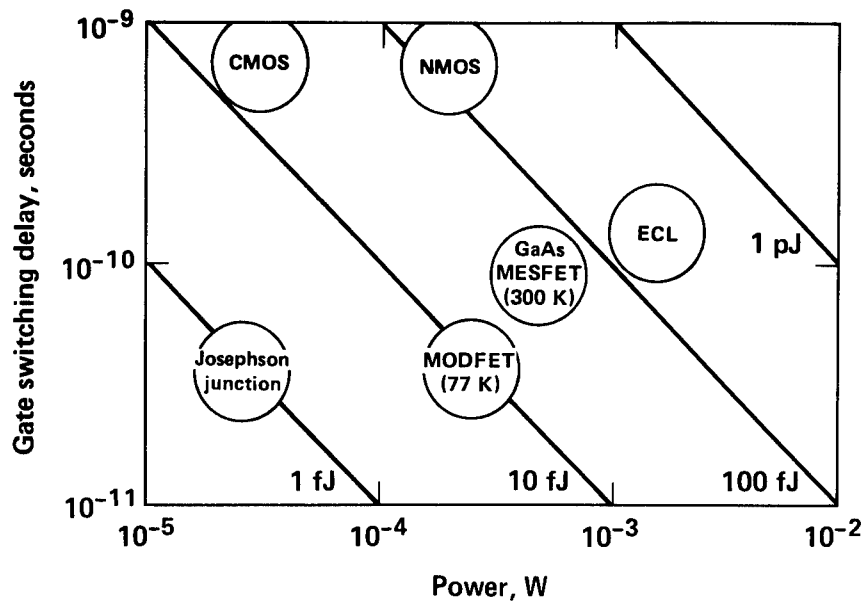 Gate switching delay, seconds
10⁻⁹
10⁻¹⁰
10⁻¹¹
CMOS
NMOS
ECL
GaAs
MESFET
(300 K)
MODFET
(77 K)
Josephson
junction
1 pJ
1 fJ
10 fJ
100 fJ
10⁻⁵
10⁻⁴
10⁻³
10⁻²
Power, W